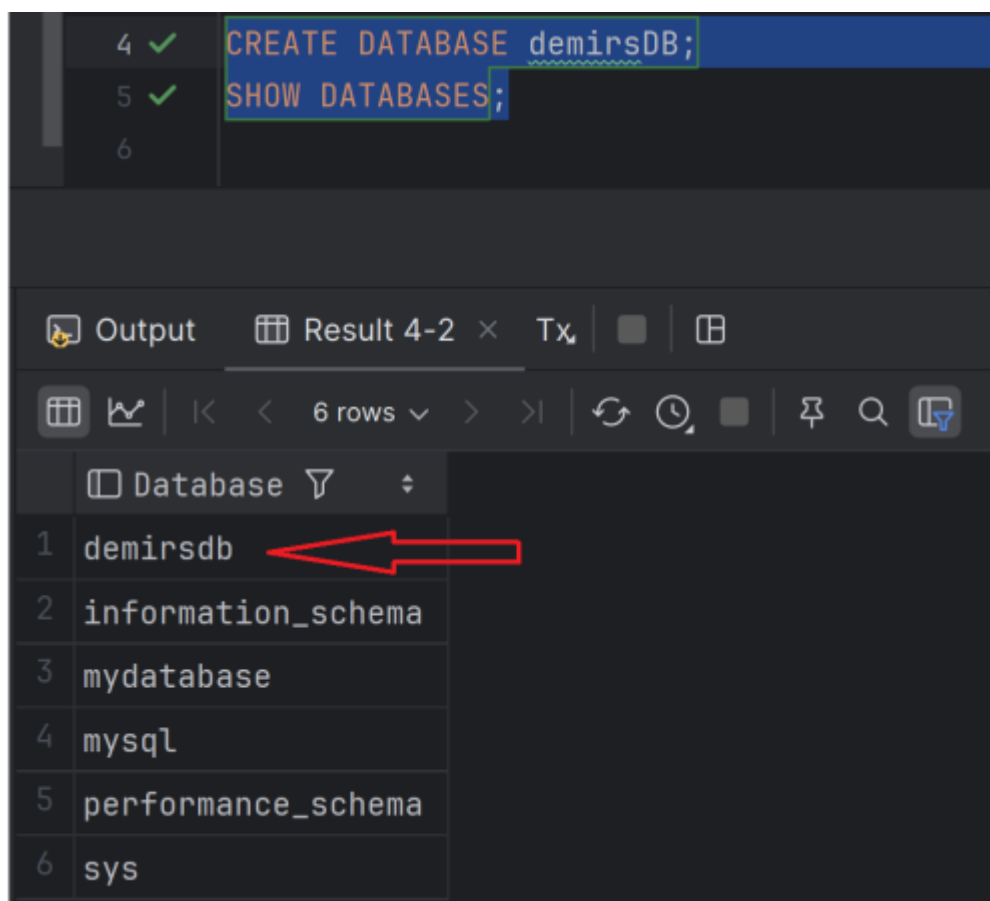 4 CREATE DATABASE demirsDB;
5 SHOW DATABASES;
6
Output Result 4-2 × Tx
6 rows
Database
1 demirsdb
2 information_schema
3 mydatabase
4 mysql
5 performance_schema
6 sys